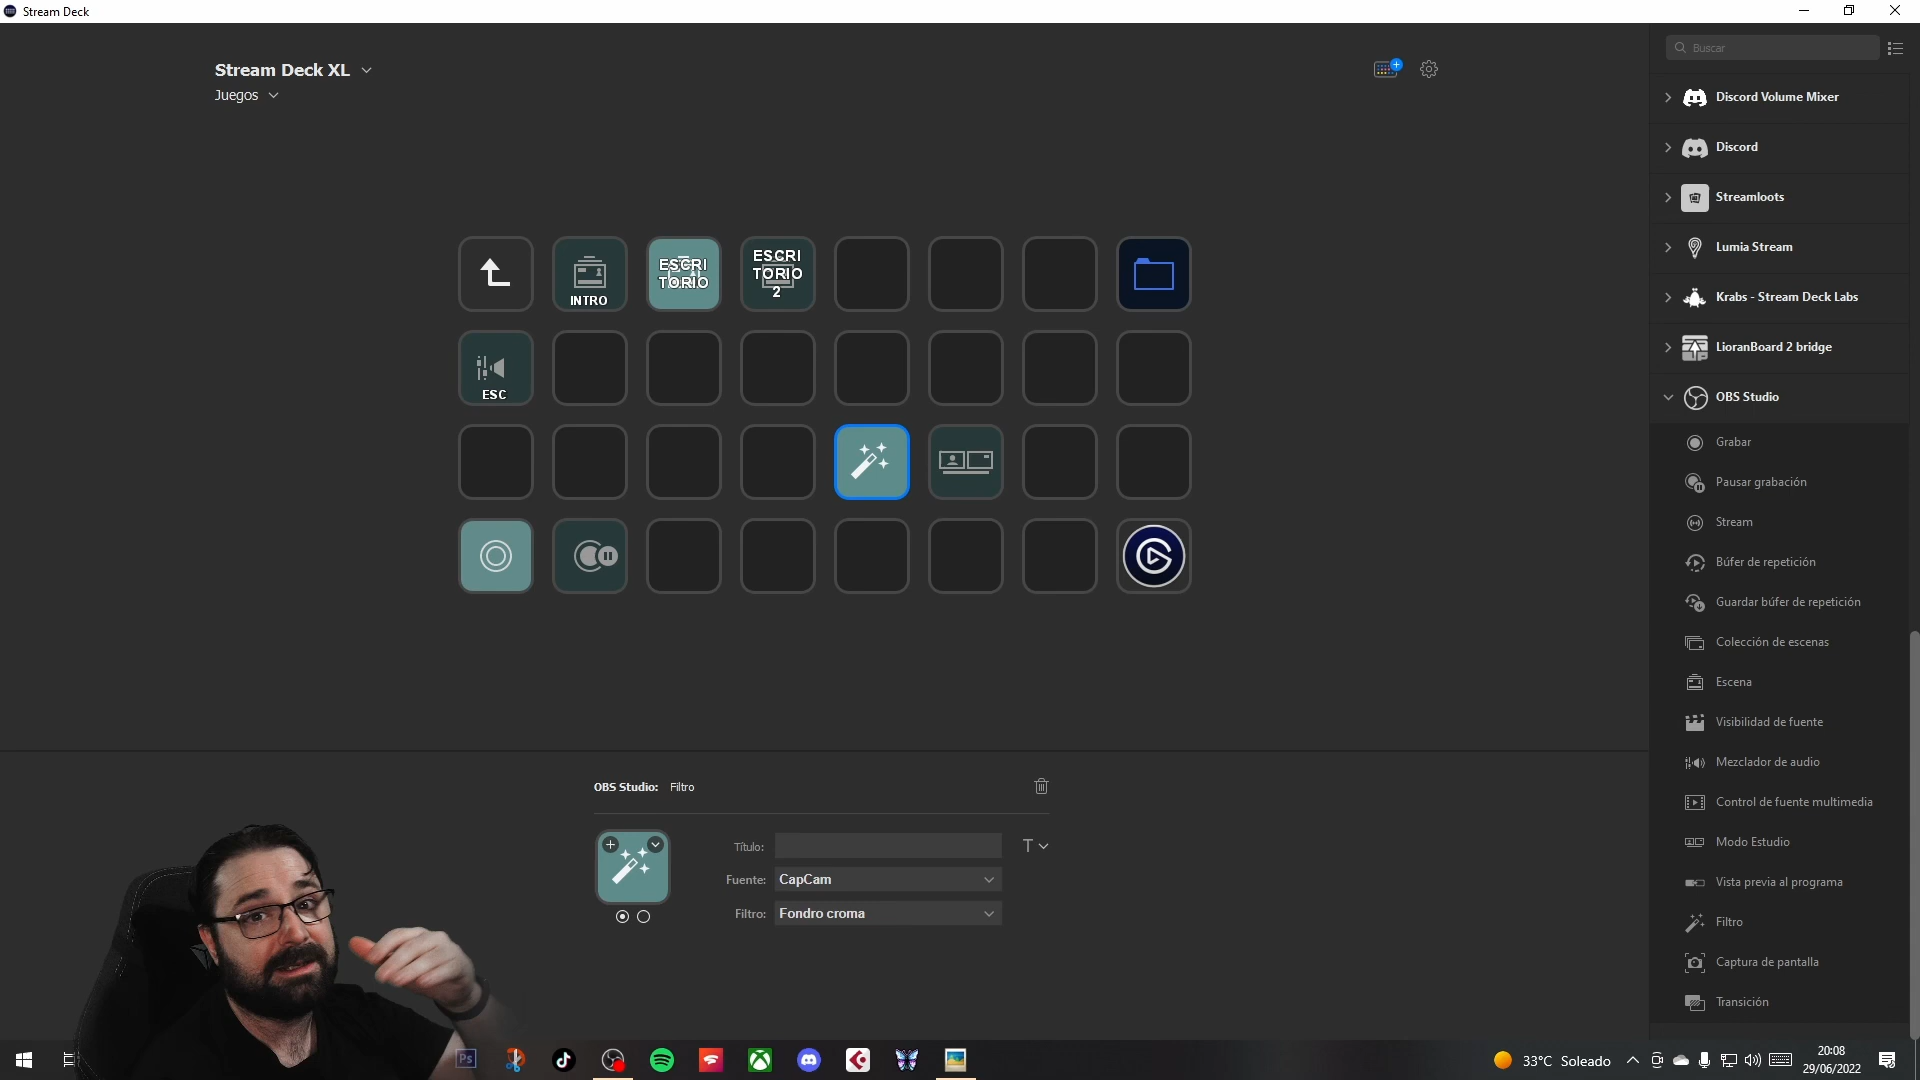 Stream Deck
Stream Deck XL
Juegos
Buscar
Discord Volume Mixer
Discord
Streamloots
Lumia Stream
Krabs - Stream Deck Labs
LioranBoard 2 bridge
OBS Studio
Grabar
Pausar grabación
Stream
Búfer de repetición
Guardar búfer de repetición
Colección de escenas
Escena
Visibilidad de fuente
Mezclador de audio
Control de fuente multimedia
Modo Estudio
Vista previa al programa
Filtro
Captura de pantalla
Transición
INTRO
ESCRI
TORIO
ESCRI
TORIO
2
ESC
OBS Studio: Filtro
Título:
T
Fuente: CapCam
Filtro: Fondro croma
Ps
33°C Soleado
20:08
29/06/2022